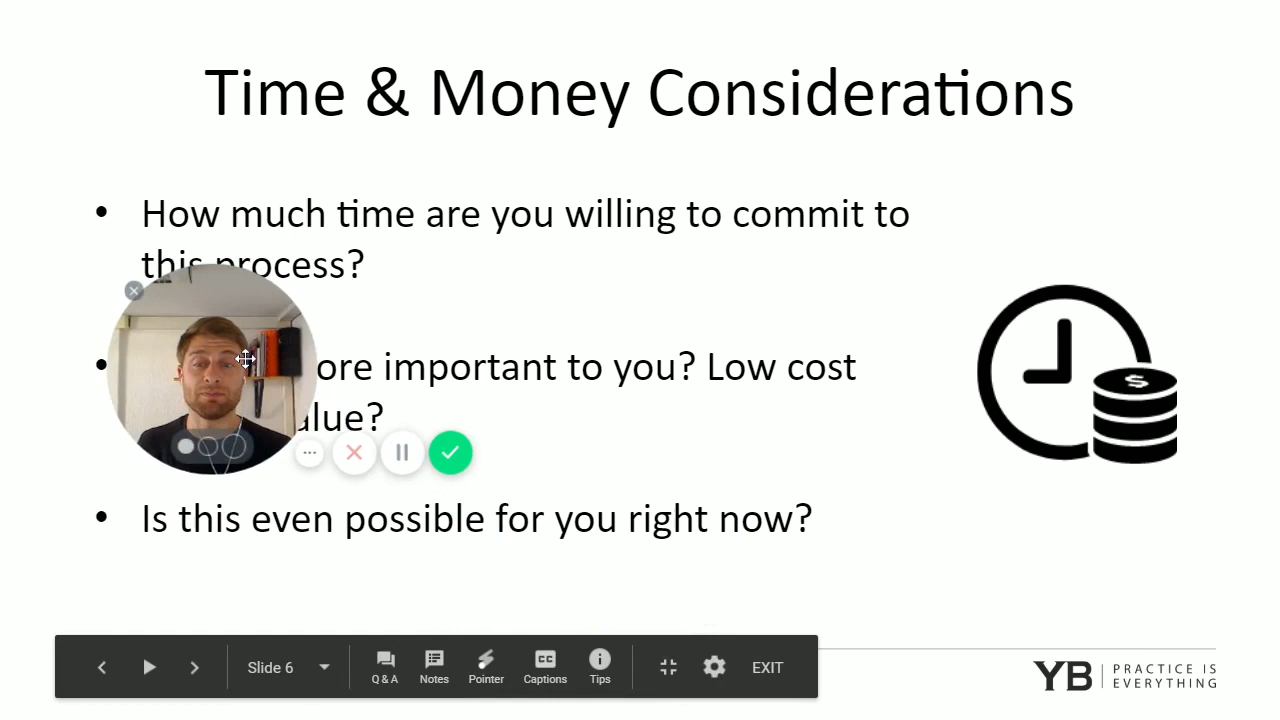 Time & Money Considerations
• How much time are you willing to commit to
this process?
• ore important to you? Low cost
alue?
• Is this even possible for you right now?
Slide 6
Q & A
Notes
Pointer
CC
Captions
Tips
EXIT
YB
PRACTICE IS
EVERYTHING